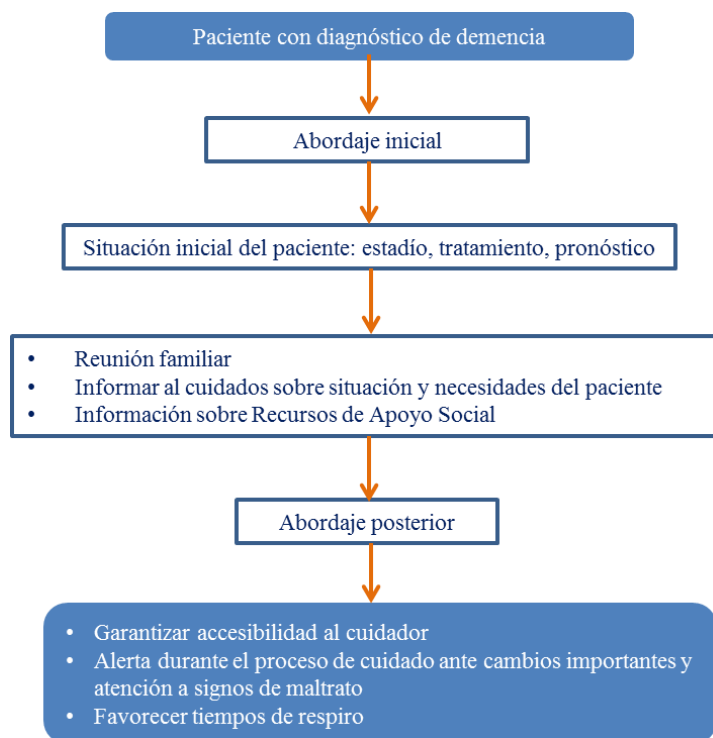 Paciente con diagnóstico de demencia
Abordaje inicial
Situación inicial del paciente: estadío, tratamiento, pronóstico
• Reunión familiar
• Informar al cuidados sobre situación y necesidades del paciente
• Información sobre Recursos de Apoyo Social
Abordaje posterior
• Garantizar accesibilidad al cuidador
• Alerta durante el proceso de cuidado ante cambios importantes y
atención a signos de maltrato
• Favorecer tiempos de respiro